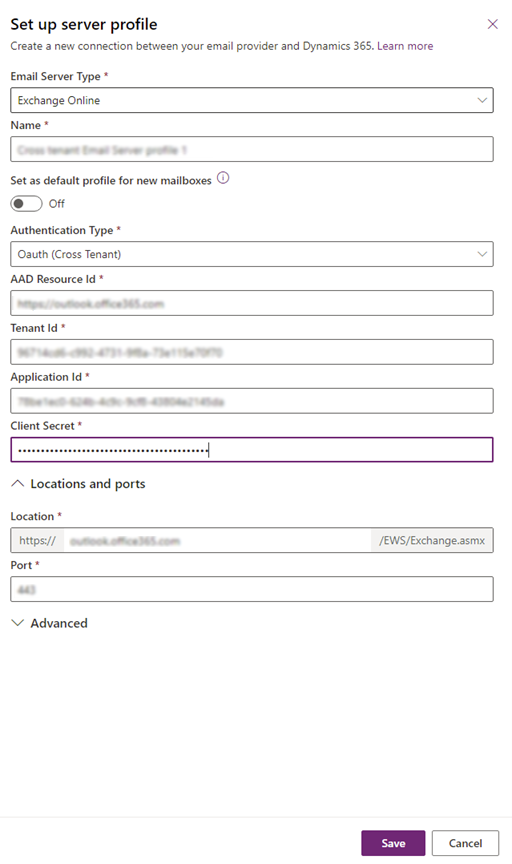 Set up server profile
Create a new connection between your email provider and Dynamics 365. Learn more
Email Server Type *
Exchange Online
Name *
Cross tenant Email Server profile 1
Set as default profile for new mailboxes
Off
Authentication Type *
Oauth (Cross Tenant)
AAD Resource Id *
https://outlook.office365.com
Tenant Id *
Application Id *
Client Secret *
Locations and ports
Location *
https:// outlook.office365.com /EWS/Exchange.asmx
Port *
443
Advanced
Save Cancel